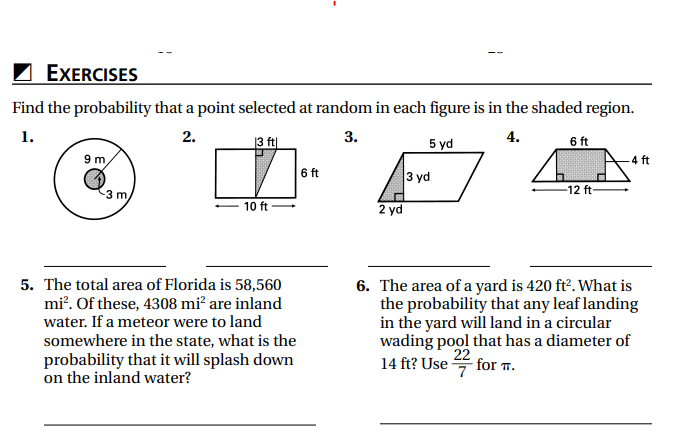 EXERCISES
Find the probability that a point selected at random in each figure is in the shaded region.
1.
9 m
3 m
2.
3 ft
6 ft
10 ft
3.
5 yd
3 yd
2 yd
4.
6 ft
4 ft
12 ft
5. The total area of Florida is 58,560
mi². Of these, 4308 mi² are inland
water. If a meteor were to land
somewhere in the state, what is the
probability that it will splash down
on the inland water?
6. The area of a yard is 420 ft². What is
the probability that any leaf landing
in the yard will land in a circular
wading pool that has a diameter of
14 ft? Use 22/7 for π.